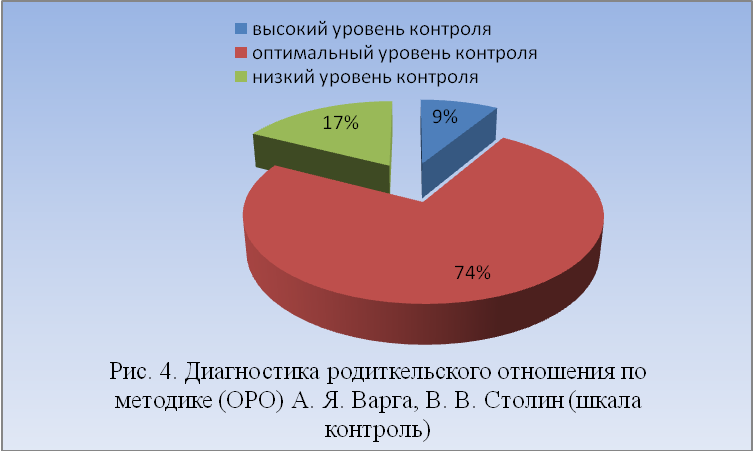 высокий уровень контроля
оптимальный уровень контроля
низкий уровень контроля
17%
9%
74%
Рис. 4. Диагностика родиткельского отношения по
методике (ОРО) А. Я. Варга, В. В. Столин (шкала
контроль)